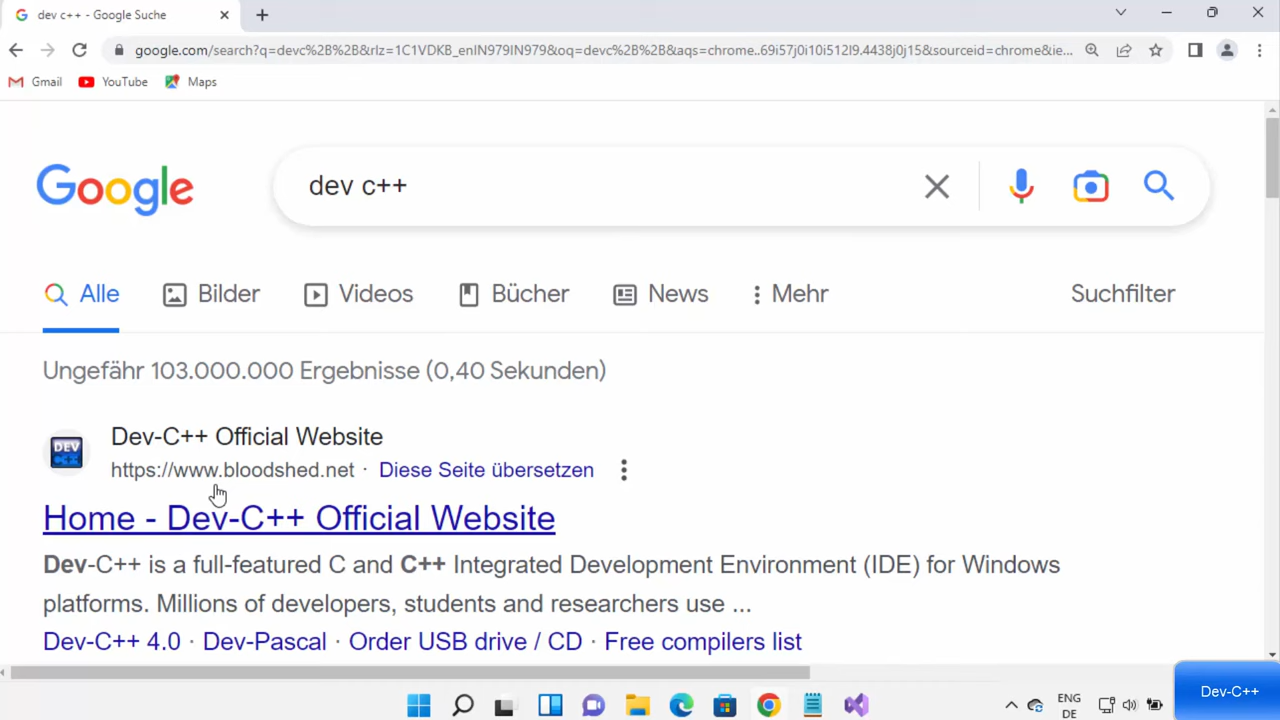 dev c++ - Google Suche
google.com/search?q=devc%2B%2B&rlz=1C1VDKB_enIN979IN979&oq=devc%2B%2B&aqs=chrome..69i57j0i10i512l9.4438j0j15&sourceid=chrome&ie...
Gmail YouTube Maps
Google dev c++
Alle Bilder Videos Bücher News Mehr Suchfilter
Ungefähr 103.000.000 Ergebnisse (0,40 Sekunden)
DEV C++
Dev-C++ Official Website
https://www.bloodshed.net · Diese Seite übersetzen
Home - Dev-C++ Official Website
Dev-C++ is a full-featured C and C++ Integrated Development Environment (IDE) for Windows
platforms. Millions of developers, students and researchers use ...
Dev-C++ 4.0 · Dev-Pascal · Order USB drive / CD · Free compilers list
ENG
DE
Dev-C++